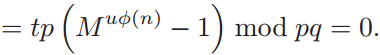 = tp(M^{uϕ(n)} − 1) mod pq = 0.